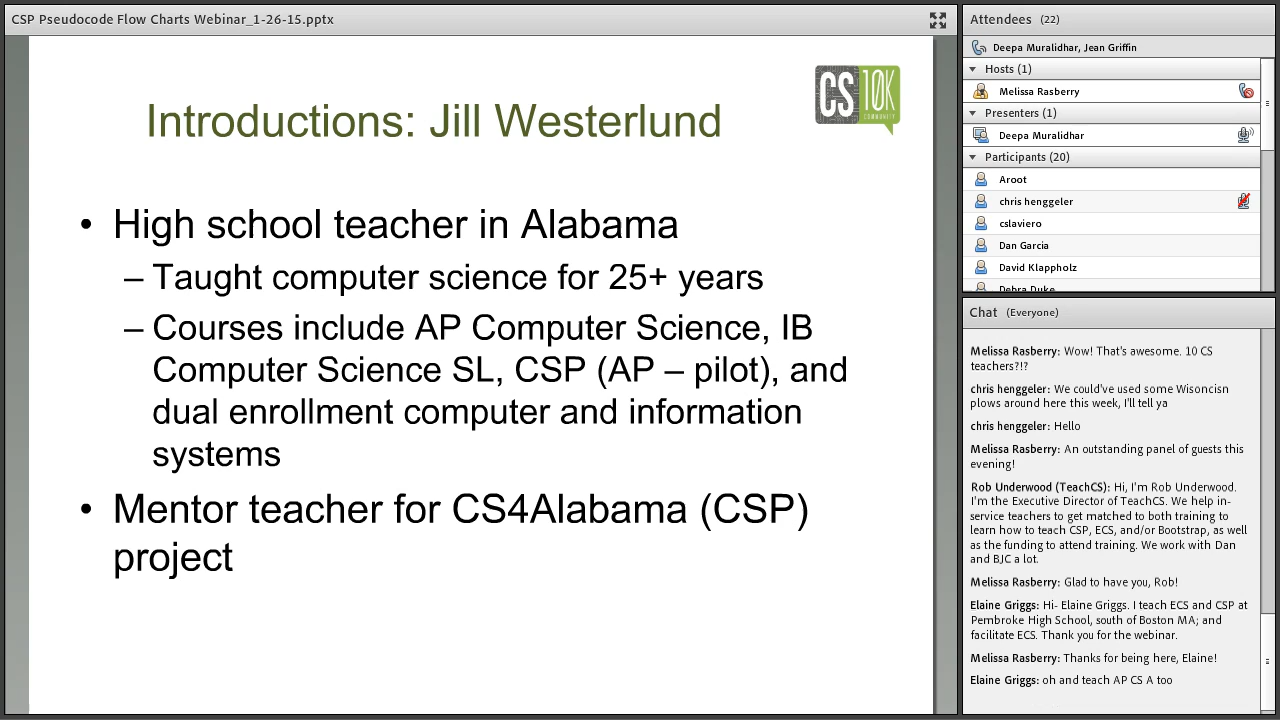 CSP Pseudocode Flow Charts Webinar_1-26-15.pptx
CS 10K
COMMUNITY
Introductions: Jill Westerlund
• High school teacher in Alabama
– Taught computer science for 25+ years
– Courses include AP Computer Science, IB
Computer Science SL, CSP (AP – pilot), and
dual enrollment computer and information
systems
• Mentor teacher for CS4Alabama (CSP)
project
Attendees (22)
Deepa Muralidhar, Jean Griffin
Hosts (1)
Melissa Rasberry
Presenters (1)
Deepa Muralidhar
Participants (20)
Aroot
chris henggeler
cslaviero
Dan Garcia
David Klappholz
Debra Duke
Chat (Everyone)
Melissa Rasberry: Wow! That's awesome. 10 CS
teachers?!?
chris henggeler: We could've used some Wisoncisn
plows around here this week, I'll tell ya
chris henggeler: Hello
Melissa Rasberry: An outstanding panel of guests this
evening!
Rob Underwood (TeachCS): Hi, I'm Rob Underwood.
I'm the Executive Director of TeachCS. We help in-
service teachers to get matched to both training to
learn how to teach CSP, ECS, and/or Bootstrap, as well
as the funding to attend training. We work with Dan
and BJC a lot.
Melissa Rasberry: Glad to have you, Rob!
Elaine Griggs: Hi- Elaine Griggs. I teach ECS and CSP at
Pembroke High School, south of Boston MA; and
facilitate ECS. Thank you for the webinar.
Melissa Rasberry: Thanks for being here, Elaine!
Elaine Griggs: oh and teach AP CS A too